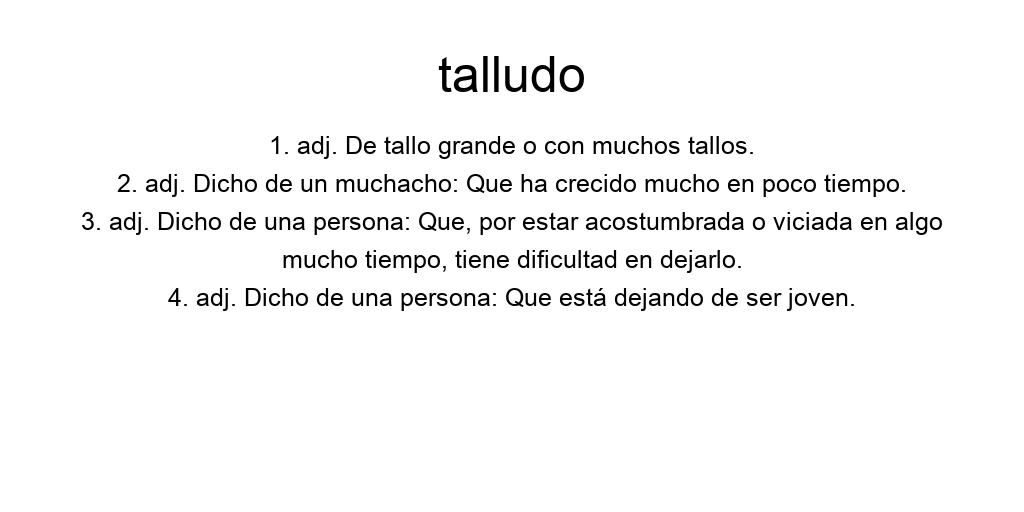 talludo
1. adj. De tallo grande o con muchos tallos.
2. adj. Dicho de un muchacho: Que ha crecido mucho en poco tiempo.
3. adj. Dicho de una persona: Que, por estar acostumbrada o viciada en algo
mucho tiempo, tiene dificultad en dejarlo.
4. adj. Dicho de una persona: Que está dejando de ser joven.